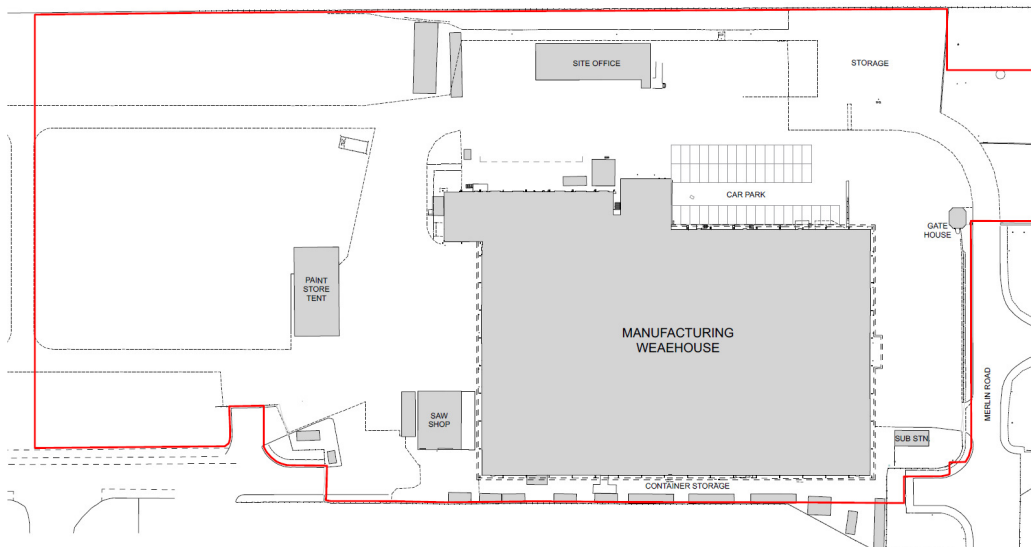 SITE OFFICE
STORAGE
CAR PARK
GATE
HOUSE
PAINT
STORE
TENT
MANUFACTURING
WEAEHOUSE
MERLIN ROAD
SAW
SHOP
SUB STN.
CONTAINER STORAGE